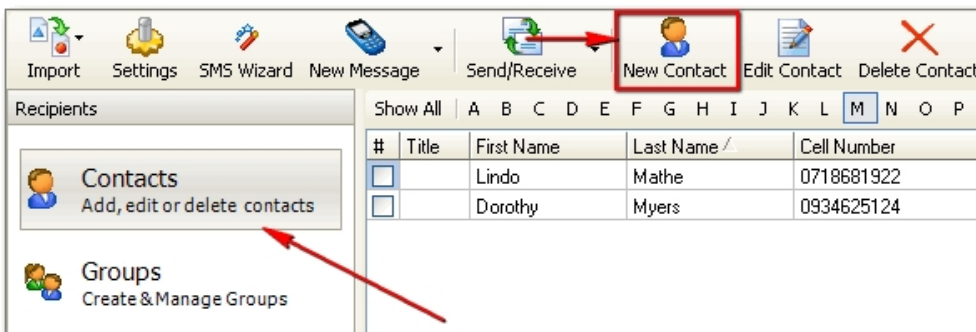 Import Settings SMS Wizard New Message Send/Receive New Contact Edit Contact Delete Contact
Recipients
Show All A B C D E F G H I J K L M N O P
# Title First Name Last Name Cell Number
Lindo Mathe 0718681922
Dorothy Myers 0934625124
Contacts
Add, edit or delete contacts
Groups
Create & Manage Groups